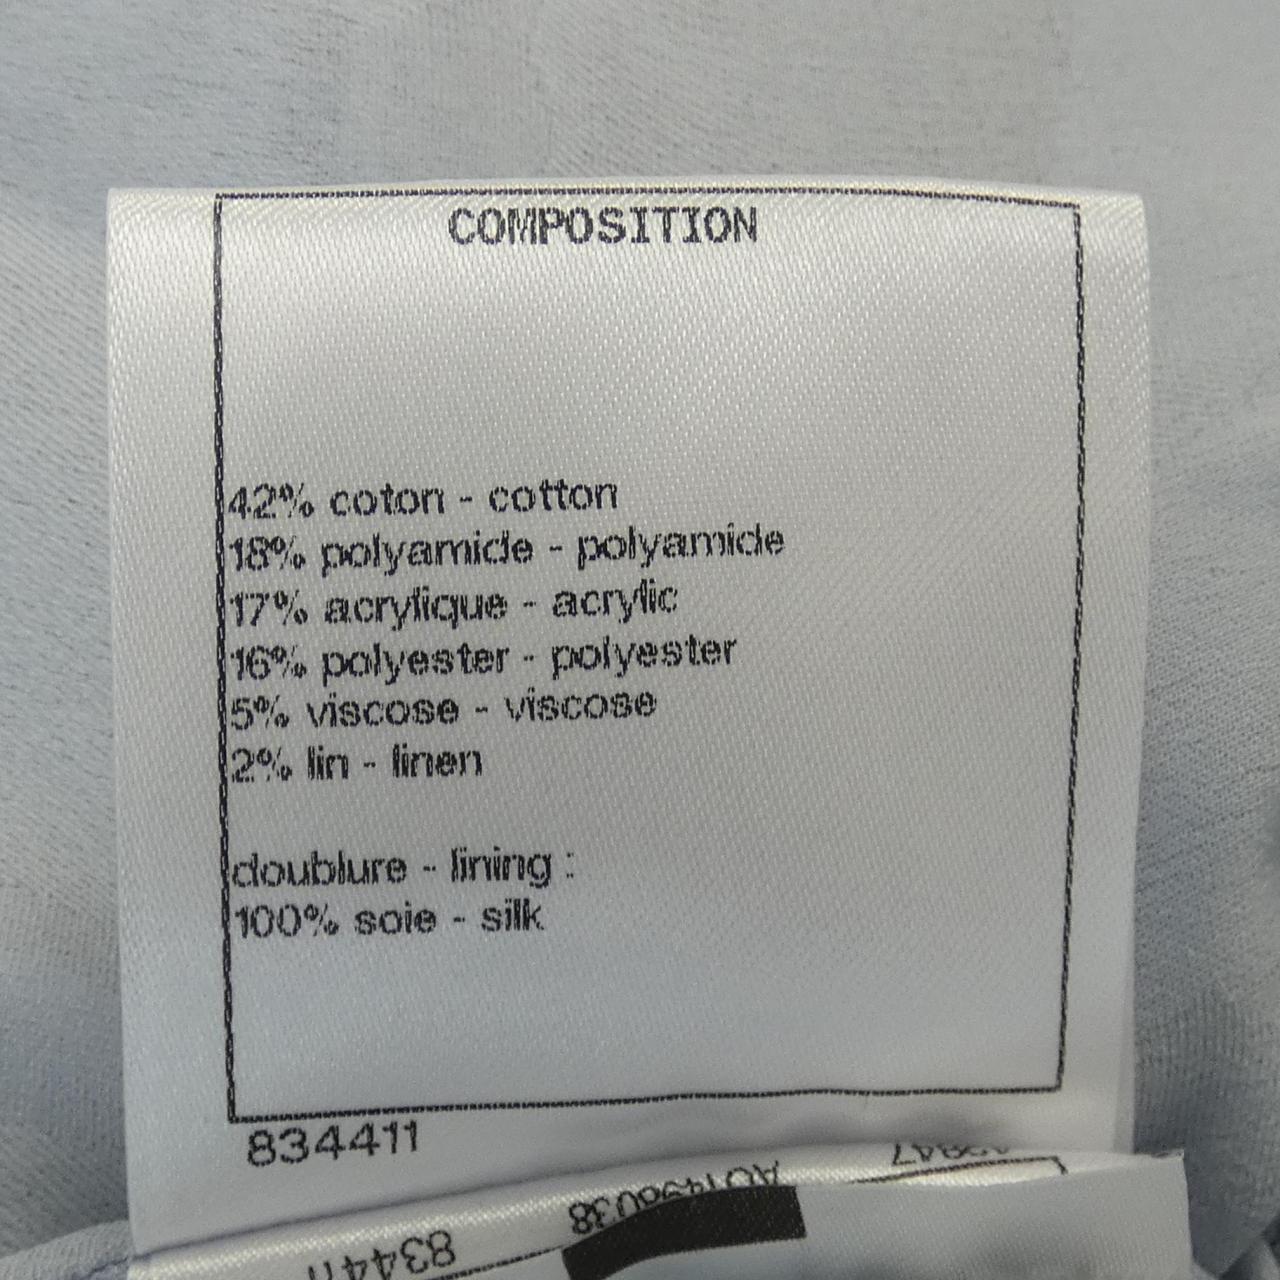 COMPOSITION
42% coton - cotton
18% polyamide - polyamide
17% acrylique - acrylic
16% polyester - polyester
5% viscose - viscose
2% lin - linen
doublure - lining :
100% soie - silk
834411
834411